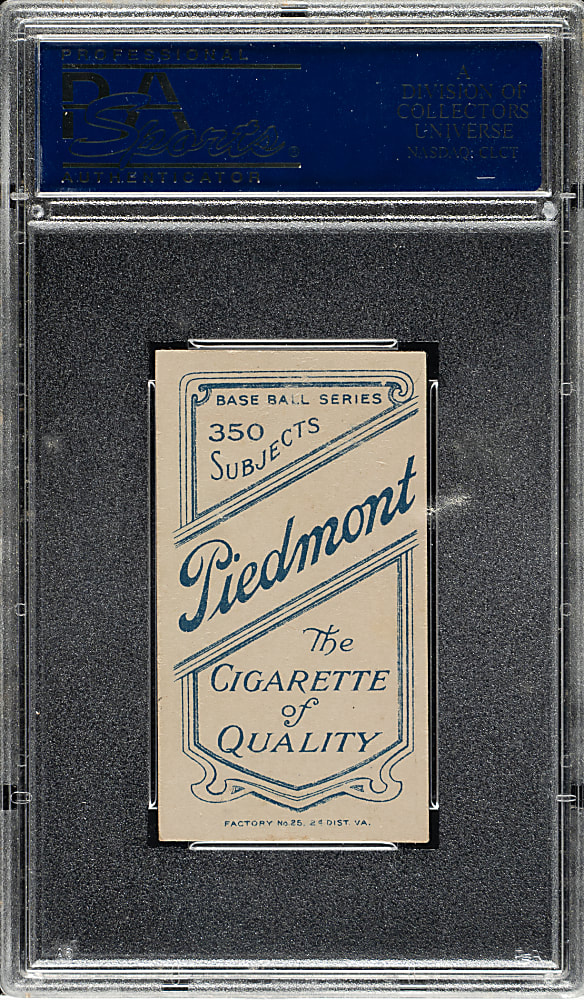 PROFESSIONAL
PSA
Sports
AUTHENTICATOR
A
DIVISION OF
COLLECTORS
UNIVERSE
NASDAQ: CLCT
BASE BALL SERIES
350
SUBJECTS
Piedmont
The
CIGARETTE
of
QUALITY
FACTORY No. 25, 2d DIST. VA.